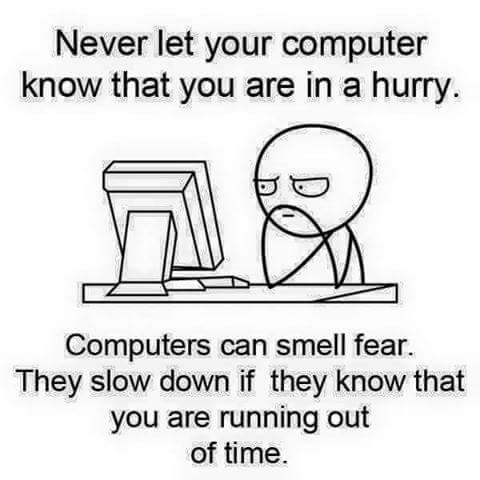 Never let your computer
know that you are in a hurry.
Computers can smell fear.
They slow down if they know that
you are running out
of time.